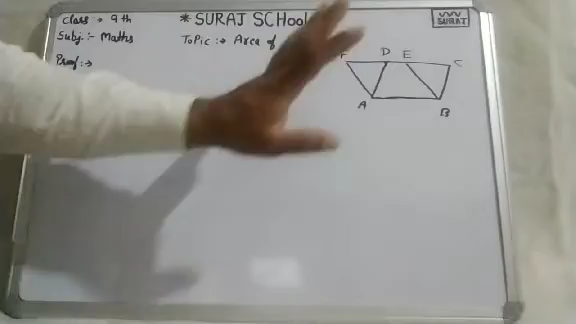 Class :→ 9th
* SURAJ SCHool
SURAJ
Subj :- Maths
Topic :→ Area of
Proof :→
F D E C
A B